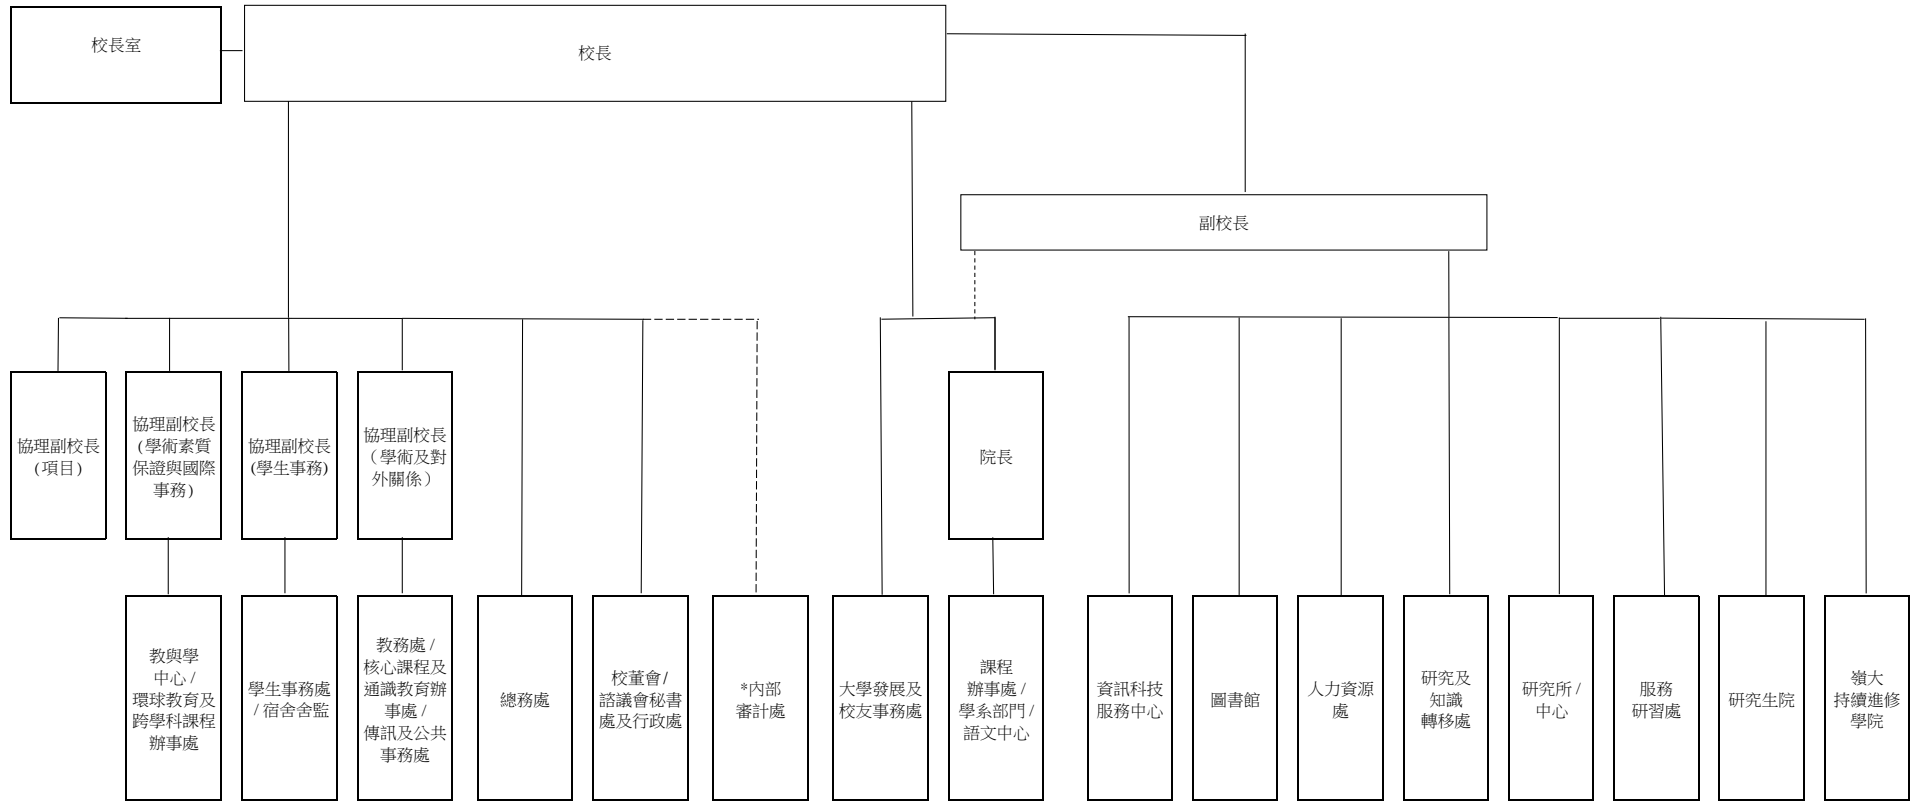 校長室
校長
副校長
協理副校長
(項目)
協理副校長
(學術素質
保證與國際
事務)
協理副校長
(學生事務)
協理副校長
（學術及對
外關係）
院長
教與學
中心 /
環球教育及
跨學科課程
辦事處
學生事務處
/ 宿舍舍監
教務處 /
核心課程及
通識教育辦
事處 /
傳訊及公共
事務處
總務處
校董會/
諮議會秘書
處及行政處
*內部
審計處
大學發展及
校友事務處
課程
辦事處 /
學系部門 /
語文中心
資訊科技
服務中心
圖書館
人力資源
處
研究及
知識
轉移處
研究所 /
中心
服務
研習處
研究生院
嶺大
持續進修
學院